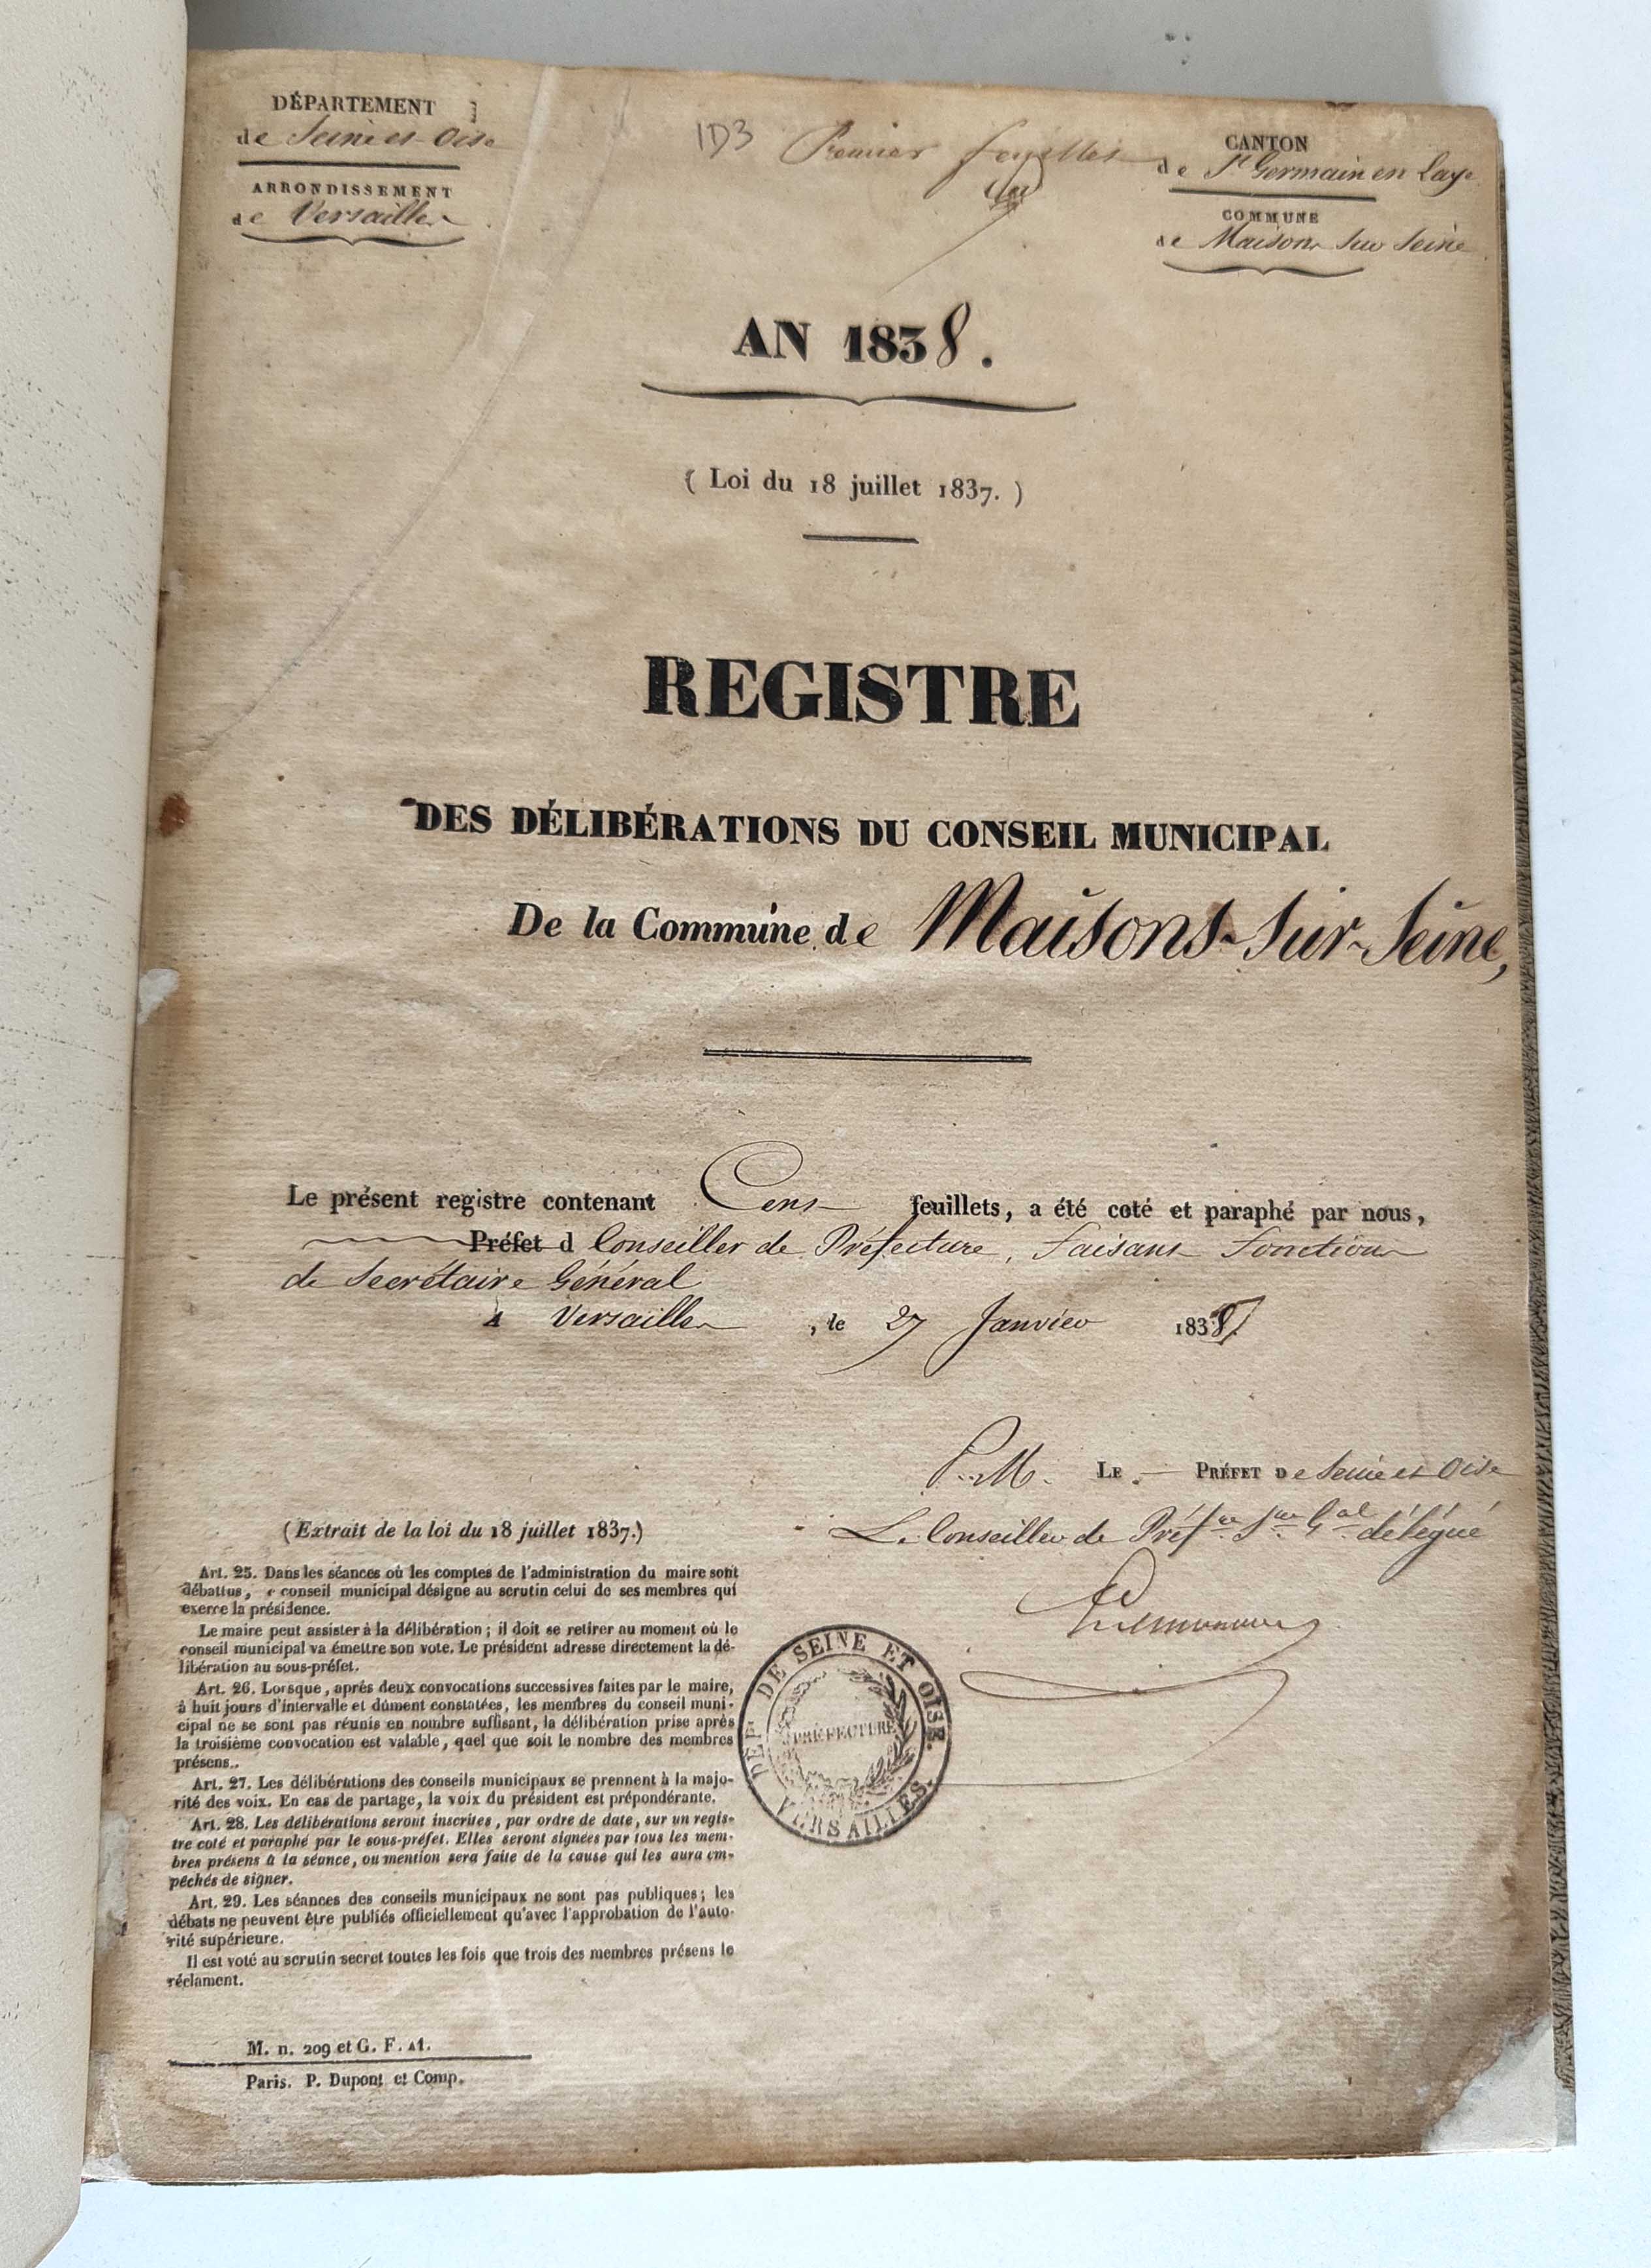 DÉPARTEMENT
de Seine et Oise
ARRONDISSEMENT
de Versailles
1D3 Premier feuillet
CANTON
de St Germain en Laye
COMMUNE
de Maisons sur Seine
AN 1838.
( Loi du 18 juillet 1837. )
REGISTRE
DES DÉLIBÉRATIONS DU CONSEIL MUNICIPAL
De la Commune de Maisons-sur-Seine,
Le présent registre contenant Cent feuillets, a été coté et paraphé par nous,
Préfet d Conseiller de Préfecture, faisant fonctions
de Secrétaire Général
A Versailles , le 27 Janvier 1838.
P. M. LE PRÉFET De Seine et Oise
Le Conseiller de Préfre Sre Gal délégué
(Extrait de la loi du 18 juillet 1837.)
Art. 25. Dans les séances où les comptes de l'administration du maire sont
débattus, e conseil municipal désigne au scrutin celui de ses membres qui
exerce la présidence.
Le maire peut assister à la délibération ; il doit se retirer au moment où le
conseil municipal va émettre son vote. Le président adresse directement la dé-
libération au sous-préfet.
Art. 26. Lorsque, après deux convocations successives faites par le maire,
à huit jours d'intervalle et dûment constatées, les membres du conseil muni-
cipal ne se sont pas réunis en nombre suffisant, la délibération prise après
la troisième convocation est valable, quel que soit le nombre des membres
présens.
Art. 27. Les délibérations des conseils municipaux se prennent à la majo-
rité des voix. En cas de partage, la voix du président est prépondérante.
Art. 28. Les délibérations seront inscrites, par ordre de date, sur un regis-
tre coté et paraphé par le sous-préfet. Elles seront signées par tous les mem-
bres présens à la séance, ou mention sera faite de la cause qui les aura em-
pêchés de signer.
Art. 29. Les séances des conseils municipaux ne sont pas publiques ; les
débats ne peuvent être publiés officiellement qu'avec l'approbation de l'auto-
rité supérieure.
Il est voté au scrutin secret toutes les fois que trois des membres présens le
réclament.
DEP. DE SEINE ET OISE.
PRÉFECTURE
VERSAILLES.
M. n. 209 et G. F. A1.
Paris. P. Dupont et Comp.